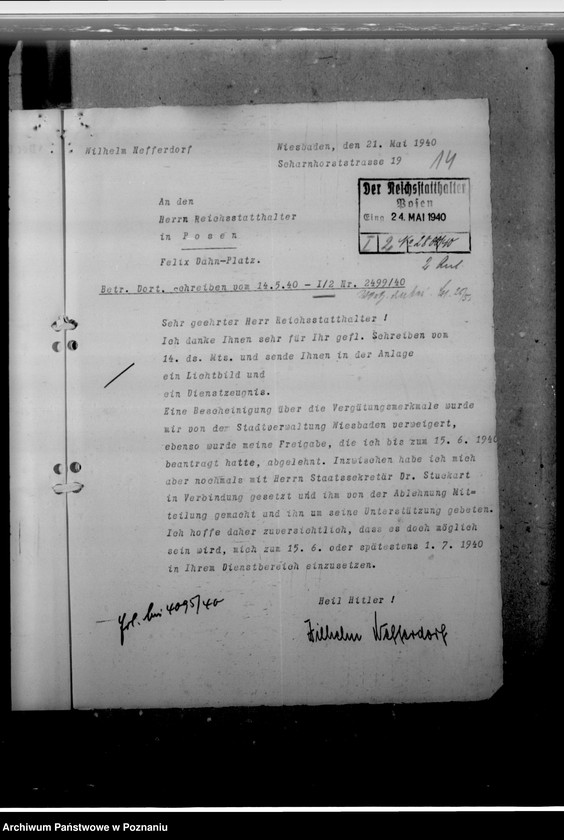 Wilhelm Hefferdorf
Wiesbaden, den 21. Mai 1940
Scharnhorststrasse 19
14
An den
Herrn Reichsstatthalter
in P o s e n
Felix Dahn-Platz.
Der Reichsstatthalter
Posen
Eing. 24. MAI 1940
I 2
2 Anl
Betr. Dort. Schreiben vom 14.5.40 - I/2 Nr. 2499/40
Sehr geehrter Herr Reichsstatthalter !
Ich danke Ihnen sehr für Ihr gefl. Schreiben vom
14. ds. Mts. und sende Ihnen in der Anlage
ein Lichtbild und
ein Dienstzeugnis.
Eine Bescheinigung über die Vergütungsmerkmale wurde
mir von der Stadtverwaltung Wiesbaden verweigert,
ebenso wurde meine Freigabe, die ich bis zum 15. 6. 1940
beantragt hatte, abgelehnt. Inzwischen habe ich mich
aber nochmals mit Herrn Staatssekretär Dr. Stuckart
in Verbindung gesetzt und ihm von der Ablehnung Mit=
teilung gemacht und ihn um seine Unterstützung gebeten.
Ich hoffe daher zuversichtlich, dass es doch möglich
sein wird, mich zum 15. 6. oder spätestens 1. 7. 1940
in Ihrem Dienstbereich einzusetzen.
Heil Hitler !
4095/40
Wilhelm
Archiwum Państwowe w Poznaniu